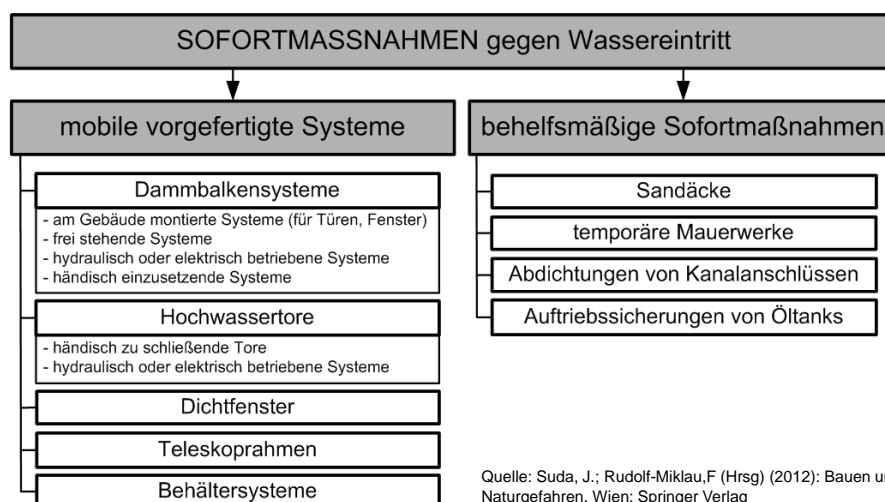 SOFORTMASSNAHMEN gegen Wassereintritt
mobile vorgefertigte Systeme
Dammbalkensysteme
- am Gebäude montierte Systeme (für Türen, Fenster)
- frei stehende Systeme
- hydraulisch oder elektrisch betriebene Systeme
- händisch einzusetzende Systeme
Hochwassertore
- händisch zu schließende Tore
- hydraulisch oder elektrisch betriebene Systeme
Dichtfenster
Teleskoprahmen
Behältersysteme
behelfsmäßige Sofortmaßnahmen
Sandäcke
temporäre Mauerwerke
Abdichtungen von Kanalanschlüssen
Auftriebssicherungen von Öltanks
Quelle: Suda, J.; Rudolf-Miklau,F (Hrsg) (2012): Bauen
Naturgefahren. Wien: Springer Verlag